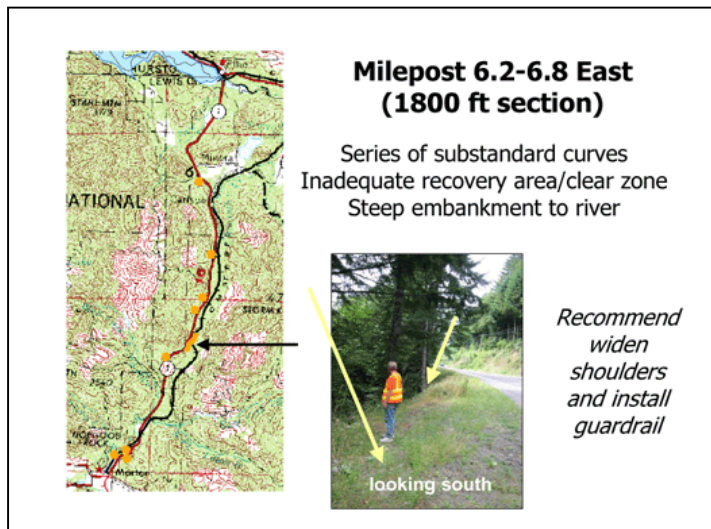 Milepost 6.2-6.8 East
(1800 ft section)
Series of substandard curves
Inadequate recovery area/clear zone
Steep embankment to river
Recommend
widen
shoulders
and install
guardrail
looking south
NATIONAL
Mineral
Morton